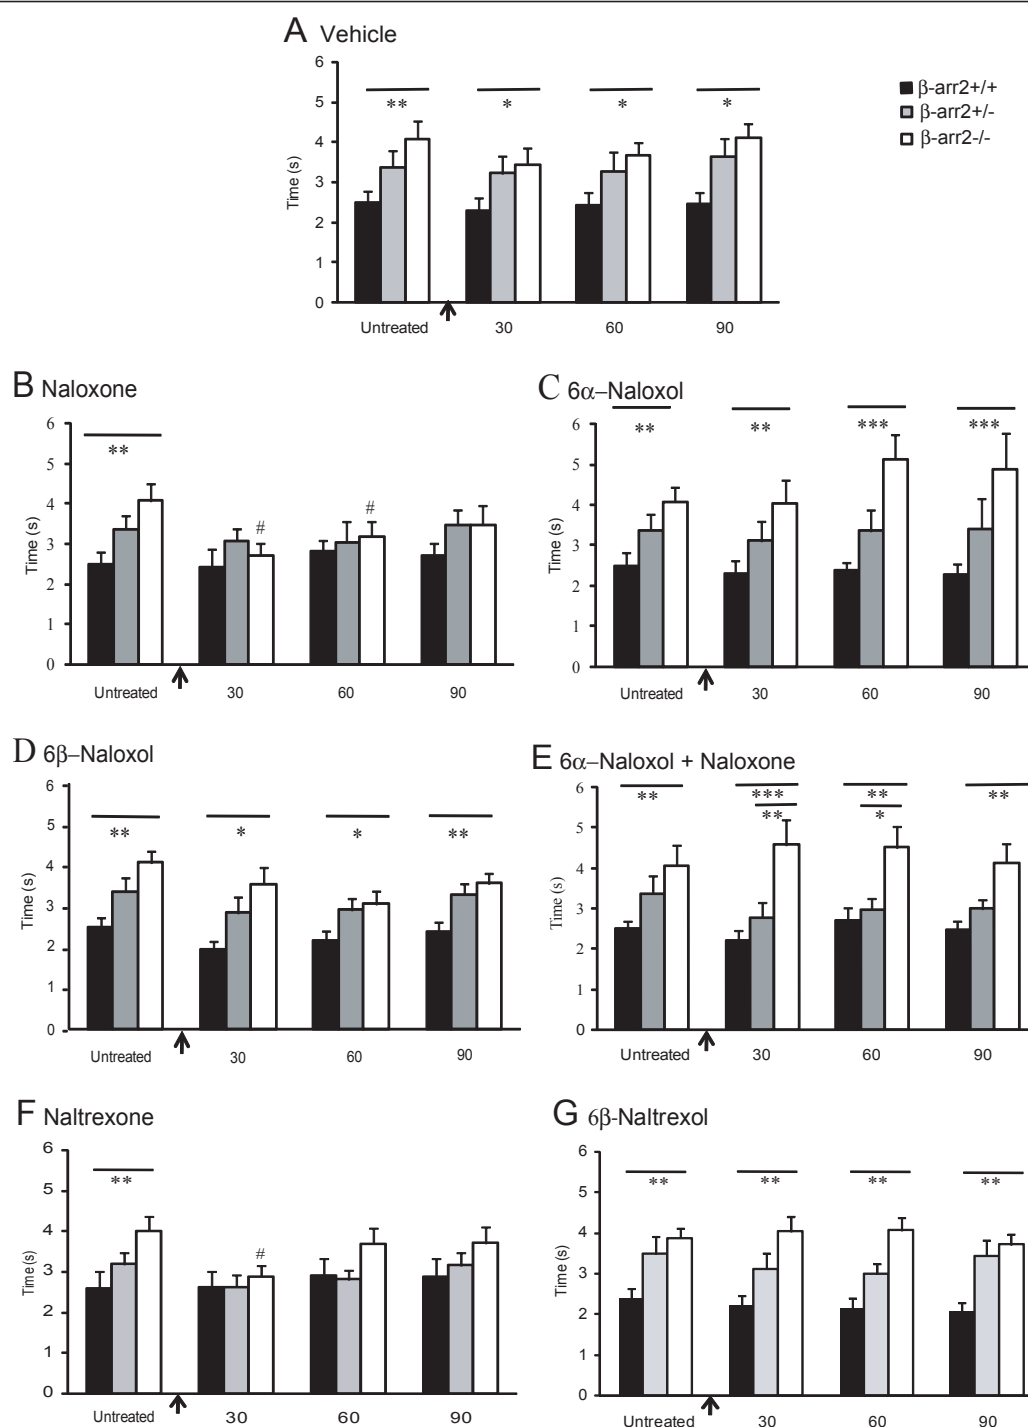 A Vehicle
6
5
4
3
2
1
0
Time (s)
** * * *
β-arr2+/+
β-arr2+/-
β-arr2-/-
Untreated 30 60 90
B Naloxone
6
5
4
3
2
1
0
Time (s)
**
# #
Untreated 30 60 90
C 6α–Naloxol
6
5
4
3
2
1
0
Time (s)
** ** *** ***
Untreated 30 60 90
D 6β–Naloxol
6
5
4
3
2
1
0
Time (s)
** * * **
Untreated 30 60 90
E 6α–Naloxol + Naloxone
6
5
4
3
2
1
0
Time (s)
** *** ** **
** *
Untreated 30 60 90
F Naltrexone
6
5
4
3
2
1
0
Time (s)
**
#
Untreated 30 60 90
G 6β-Naltrexol
6
5
4
3
2
1
0
Time (s)
** ** ** **
Untreated 30 60 90